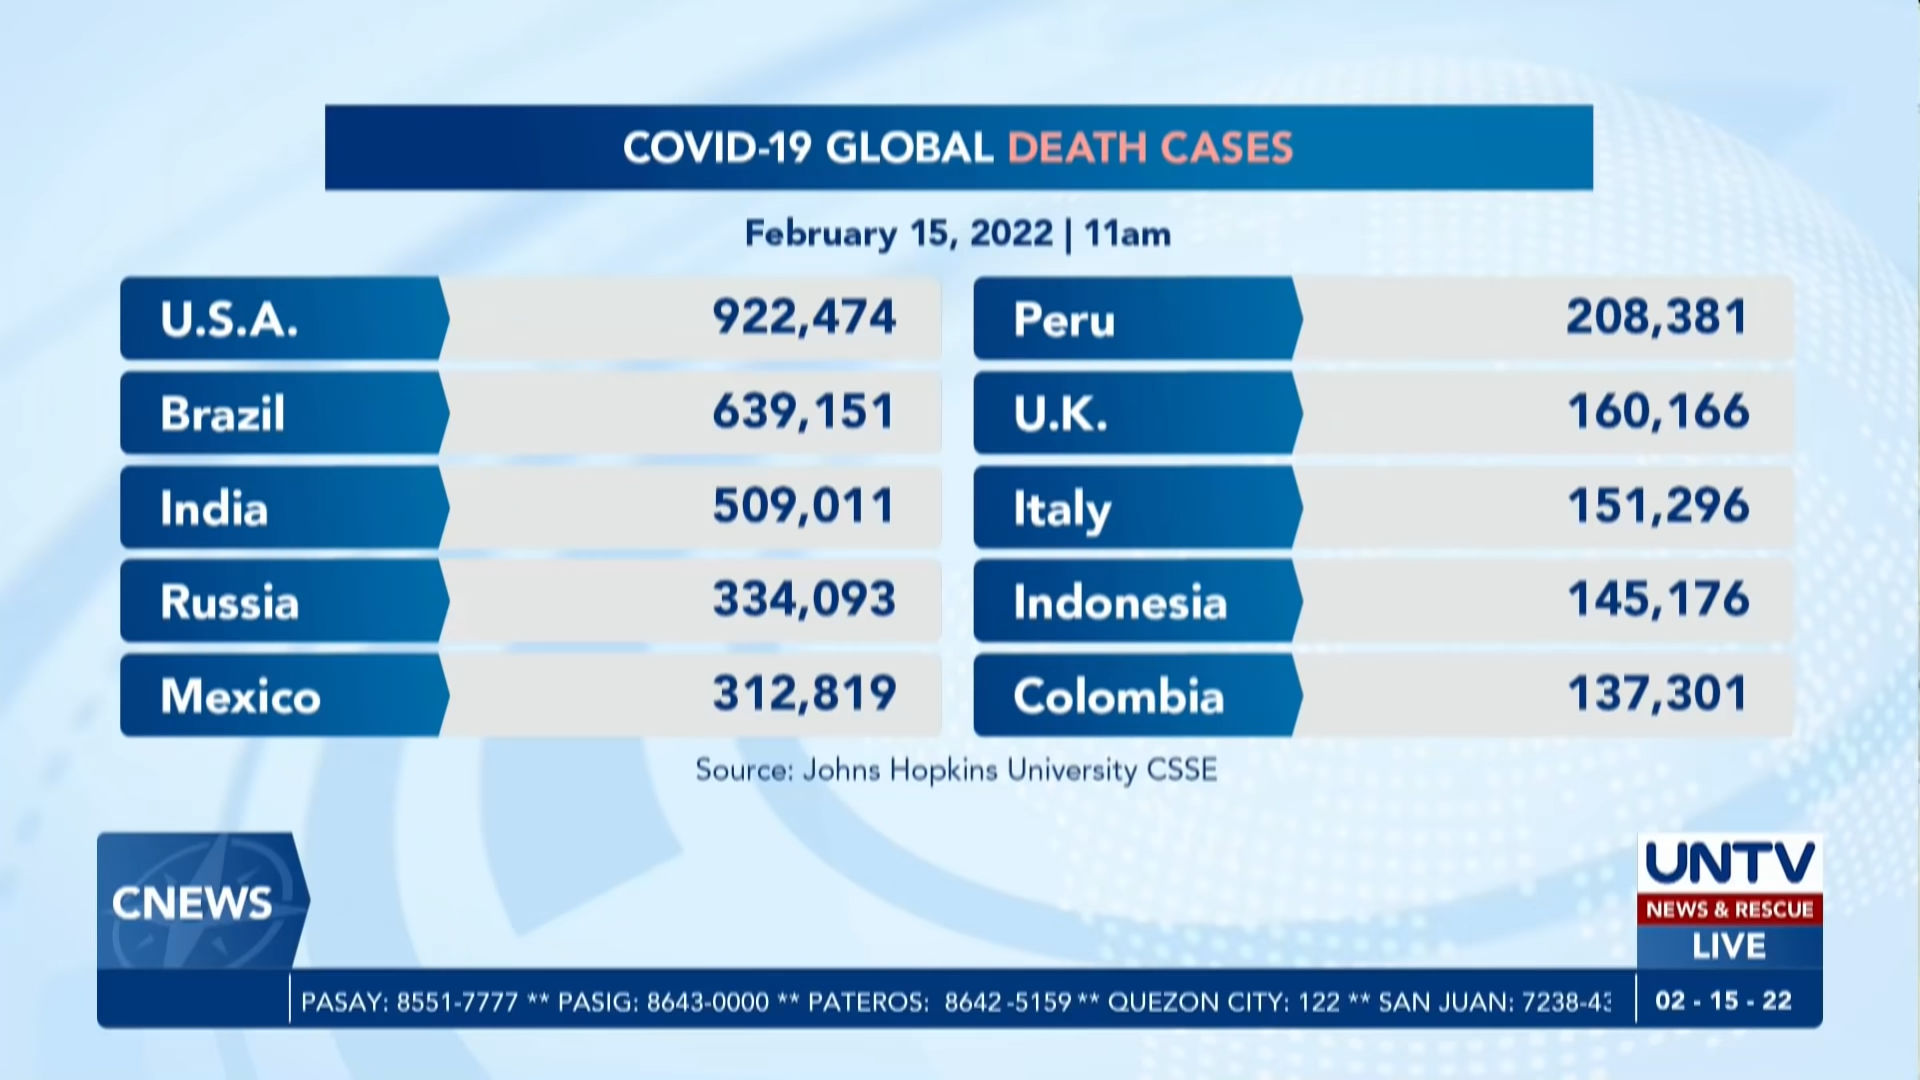 COVID-19 GLOBAL DEATH CASES
February 15, 2022 | 11am
U.S.A. 922,474
Brazil 639,151
India 509,011
Russia 334,093
Mexico 312,819
Peru 208,381
U.K. 160,166
Italy 151,296
Indonesia 145,176
Colombia 137,301
Source: Johns Hopkins University CSSE
CNEWS
UNTV
NEWS & RESCUE
LIVE
PASAY: 8551-7777 ** PASIG: 8643-0000 ** PATEROS: 8642-5159 ** QUEZON CITY: 122 ** SAN JUAN:
02 - 15 - 22